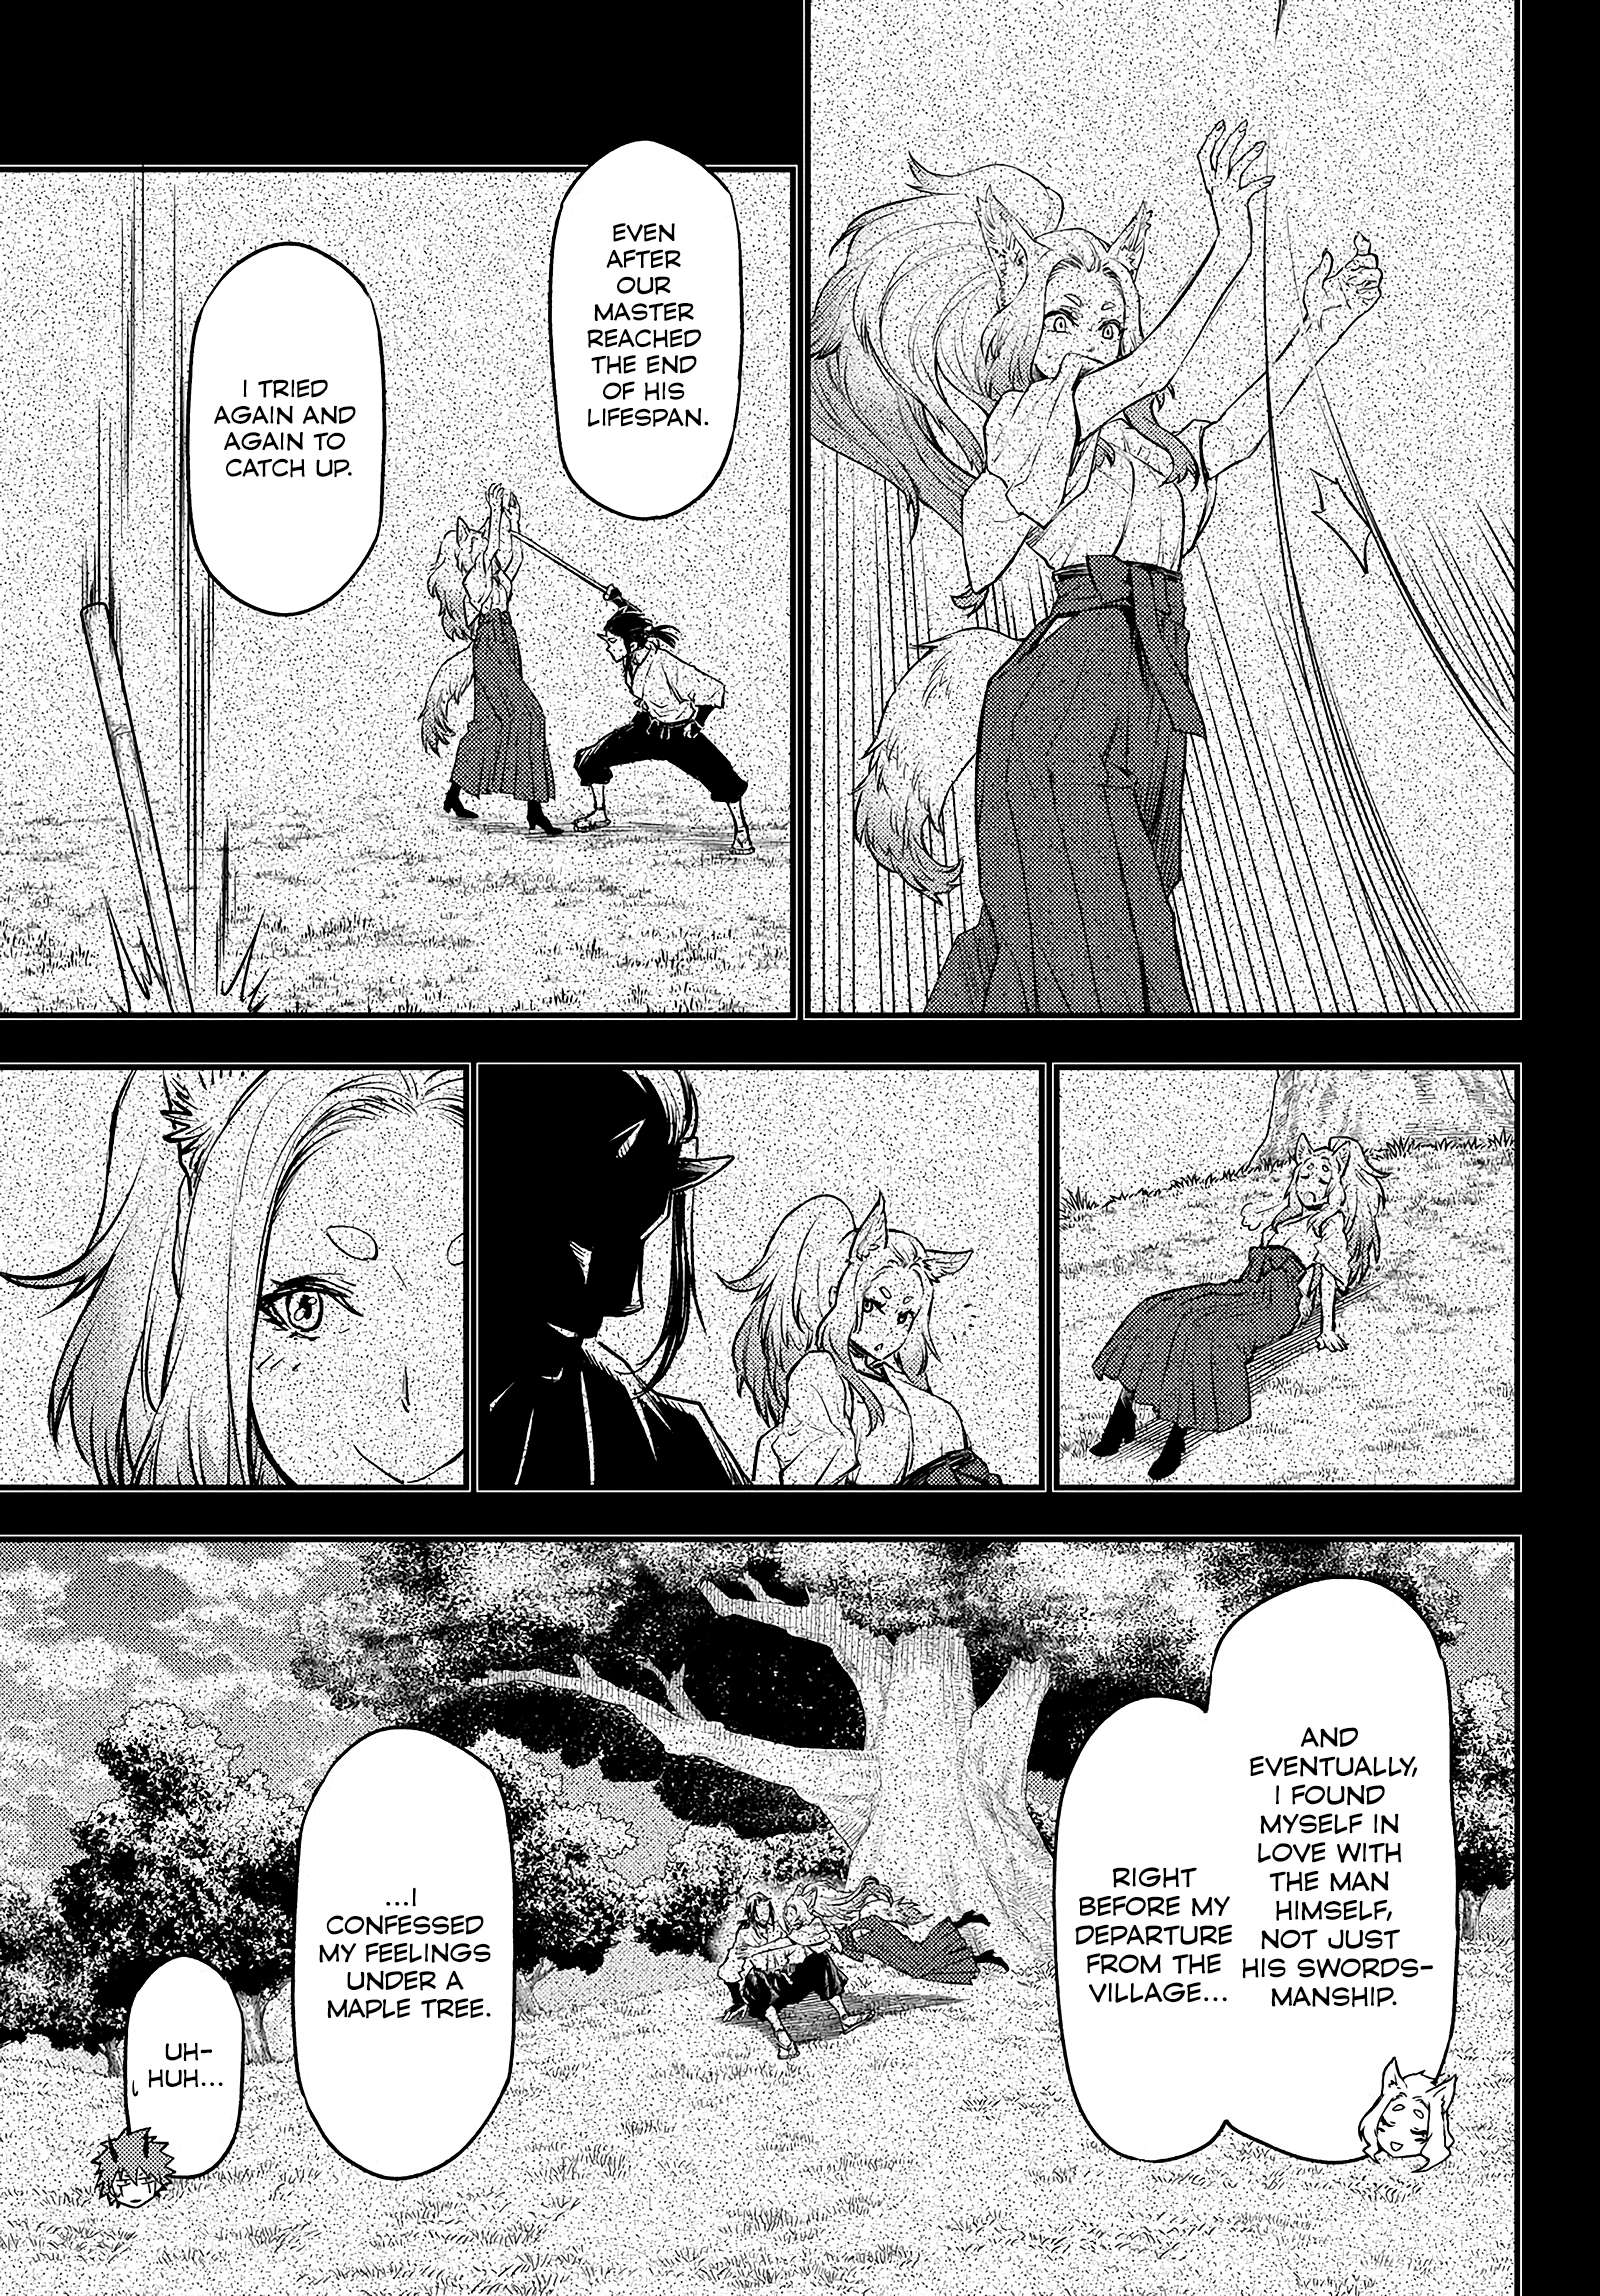 EVEN
AFTER
OUR
MASTER
REACHED
THE END
OF HIS
LIFESPAN.
I TRIED
AGAIN AND
AGAIN TO
CATCH UP.
AND
EVENTUALLY,
I FOUND
MYSELF IN
LOVE WITH
THE MAN
HIMSELF,
NOT JUST
HIS SWORDS-
MANSHIP.
RIGHT
BEFORE MY
DEPARTURE
FROM THE
VILLAGE...
...I
CONFESSED
MY FEELINGS
UNDER A
MAPLE TREE.
UH-
HUH...